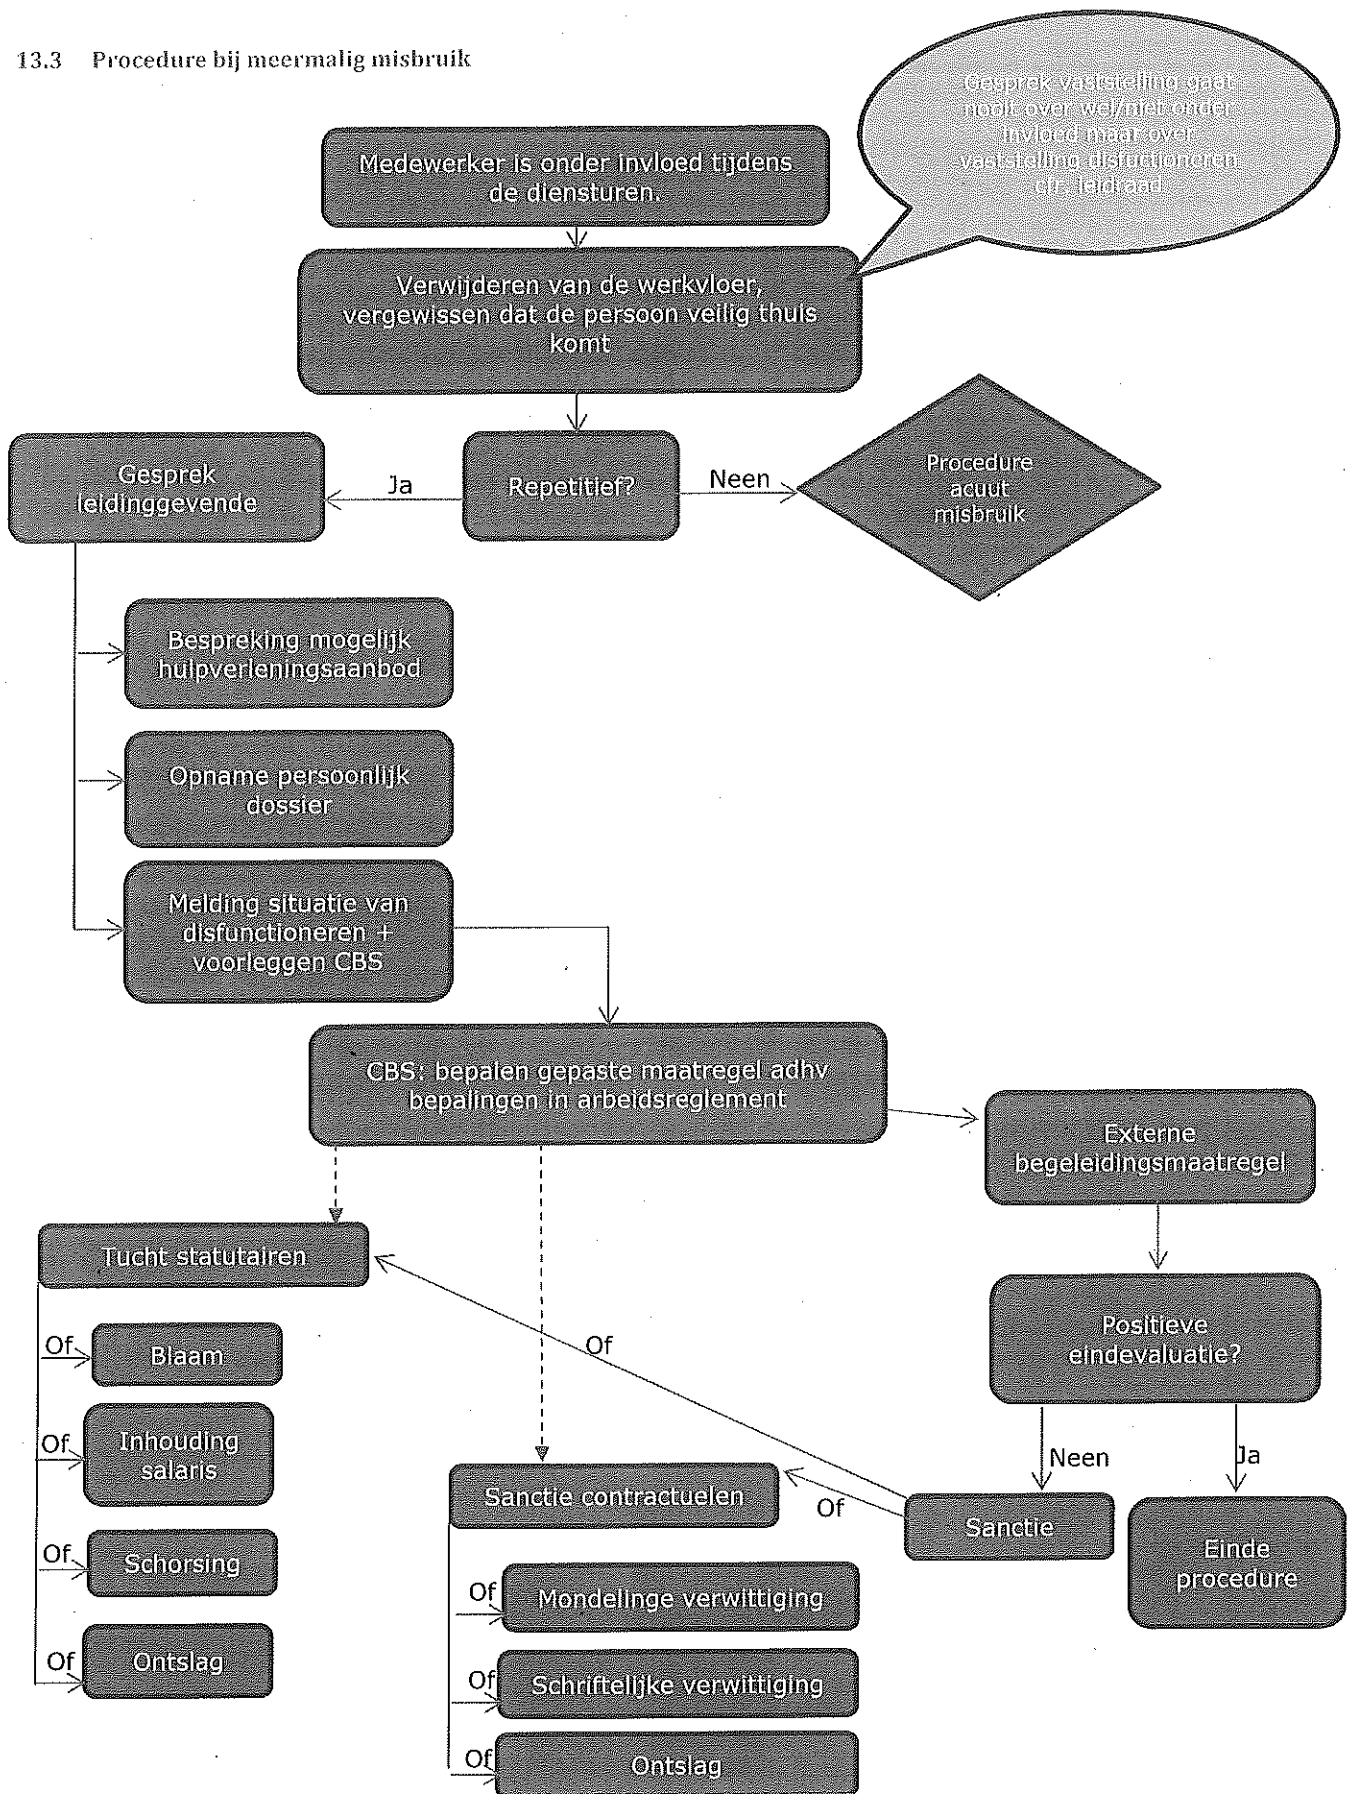 13.3 Procedure bij meermalig misbruik
Gesprek vaststelling gaat
nooit over wel/niet onder
invloed maar over
vaststelling disfuctioneren
cfr. leidraad
Medewerker is onder invloed tijdens
de diensturen.
Verwijderen van de werkvloer,
vergewissen dat de persoon veilig thuis
komt
Gesprek
leidinggevende
Ja
Repetitief?
Neen
Procedure
acuut
misbruik
Bespreking mogelijk
hulpverleningsaanbod
Opname persoonlijk
dossier
Melding situatie van
disfunctioneren +
voorleggen CBS
CBS: bepalen gepaste maatregel adhv
bepalingen in arbeidsreglement
Externe
begeleidingsmaatregel
Tucht statutairen
Positieve
eindevaluatie?
Of
Blaam
Of
Of
Inhouding
salaris
Neen
Ja
Sanctie contractuelen
Of
Sanctie
Einde
procedure
Of
Schorsing
Of
Mondelinge verwittiging
Of
Ontslag
Of
Schriftelijke verwittiging
Of
Ontslag